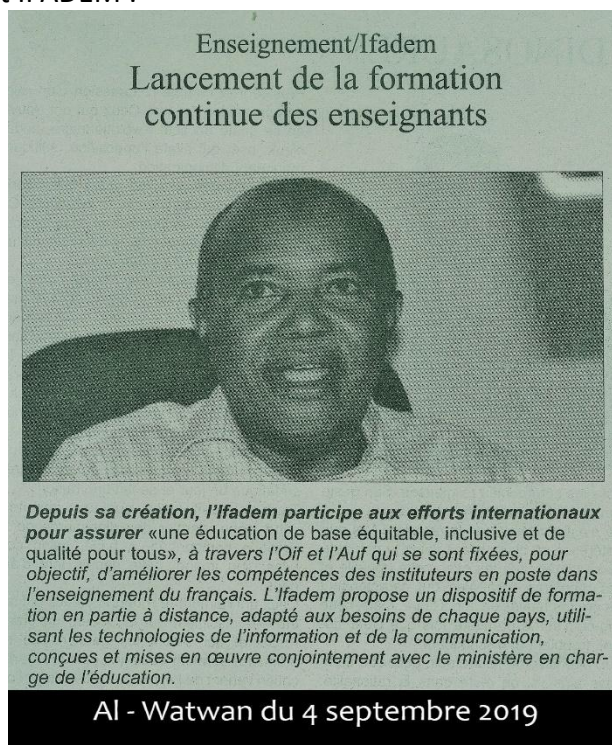 Enseignement/Ifadem
Lancement de la formation
continue des enseignants
Depuis sa création, l'Ifadem participe aux efforts internationaux
pour assurer «une éducation de base équitable, inclusive et de
qualité pour tous», à travers l'Oif et l'Auf qui se sont fixées, pour
objectif, d'améliorer les compétences des instituteurs en poste dans
l'enseignement du français. L'Ifadem propose un dispositif de forma-
tion en partie à distance, adapté aux besoins de chaque pays, utili-
sant les technologies de l'information et de la communication,
conçues et mises en œuvre conjointement avec le ministère en char-
ge de l'éducation.
Al - Watwan du 4 septembre 2019